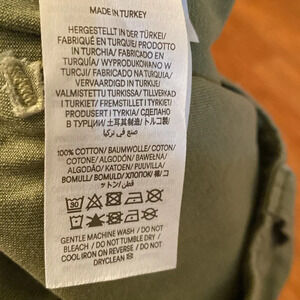 MADE IN TURKEY
HERGESTELLT IN DER TÜRKEI/
FABRIQUÉ EN TURQUIE/ PRODOTTO
IN TURCHIA/ FABRICADO EN
TURQUÍA/ WYPRODUKOWANO W
TURCJI/ FABRICADO NA TURQUIA/
VERVAARDIGD IN TURKIJE/
VALMISTETTU TURKISSA/ TILLVERKAD
I TURKIET/ FREMSTILLET I TYRKIET/
PRODUSERT I TYRKIA/ СДЕЛАНО
В ТУРЦИИ/ 土耳其制造/ トルコ製/
صنع في تركيا
100% COTTON/ BAUMWOLLE/ COTON/
COTONE/ ALGODÓN/ BAWEŁNA/
ALGODÃO/ KATOEN/ PUUVILLA/
BOMULL/ BOMULD/ ХЛОПОК/ 棉/ コ
ットン/ قطن
30
GENTLE MACHINE WASH/ DO NOT
BLEACH / DO NOT TUMBLE DRY/
COOL IRON ON REVERSE / DO NOT
DRYCLEAN